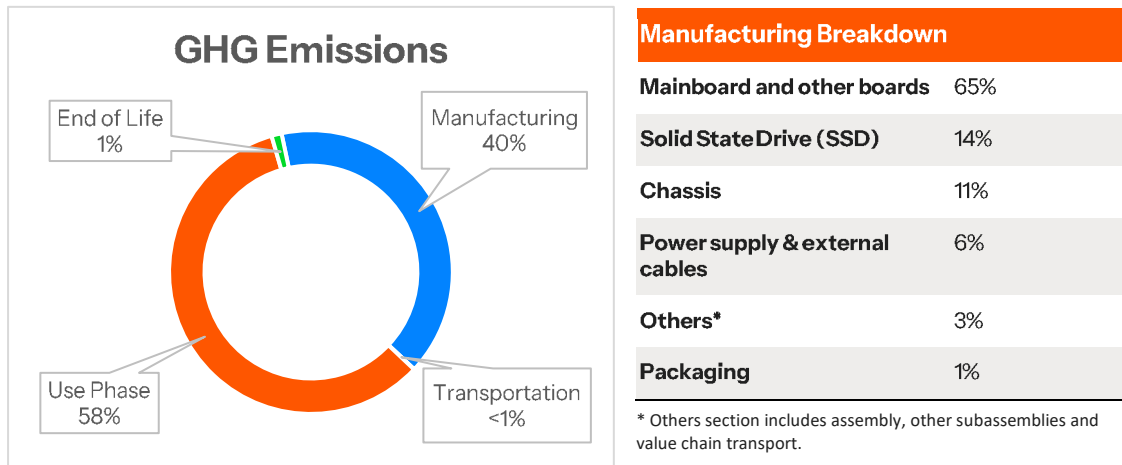 GHG Emissions
End of Life
1%
Manufacturing
40%
Use Phase
58%
Transportation
<1%
Manufacturing Breakdown
Mainboard and other boards 65%
Solid State Drive (SSD) 14%
Chassis 11%
Power supply & external 6%
cables
Others* 3%
Packaging 1%
* Others section includes assembly, other subassemblies and
value chain transport.